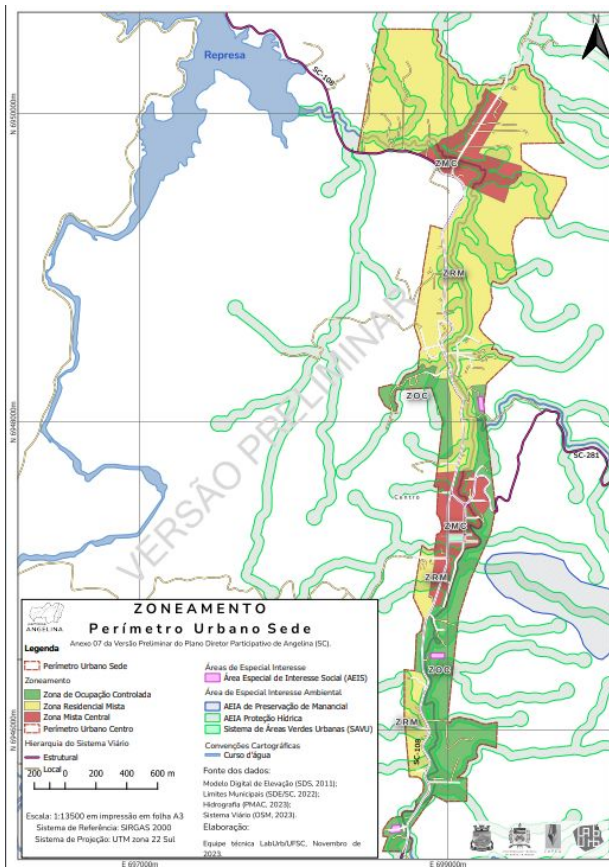 Represa
SC-108
N 6950000m
ZMC
ZRM
VERSÃO PRELIMINAR
ZOC
N 6948000m
SC-281
Centro
ZMC
ZRM
ZOC
ZRM
SC-108
N 6946000m
ANGELINA
ZONEAMENTO
Perímetro Urbano Sede
Anexo 07 da Versão Preliminar do Plano Diretor Participativo de Angelina (SC).
Legenda
Perímetro Urbano Sede
Zoneamento
Zona de Ocupação Controlada
Zona Residencial Mista
Zona Mista Central
Perímetro Urbano Centro
Hierarquia do Sistema Viário
Estrutural
Local
200 0 200 400 600 m
Escala: 1:13500 em impressão em folha A3
Sistema de Referência: SIRGAS 2000
Sistema de Projeção: UTM zona 22 Sul
Áreas de Especial Interesse
Área Especial de Interesse Social (AEIS)
Área de Especial Interesse Ambiental
AEIA de Preservação de Manancial
AEIA Proteção Hídrica
Sistema de Áreas Verdes Urbanas (SAVU)
Convenções Cartográficas
Curso d'água
Fonte dos dados:
Modelo Digital de Elevação (SDS, 2011);
Limites Municipais (SDE/SC, 2022);
Hidrografia (PMAC, 2023);
Sistema Viário (OSM, 2023).
Elaboração:
Equipe técnica LabUrb/UFSC, Novembro de
2023.
E 697000m
E 699000m